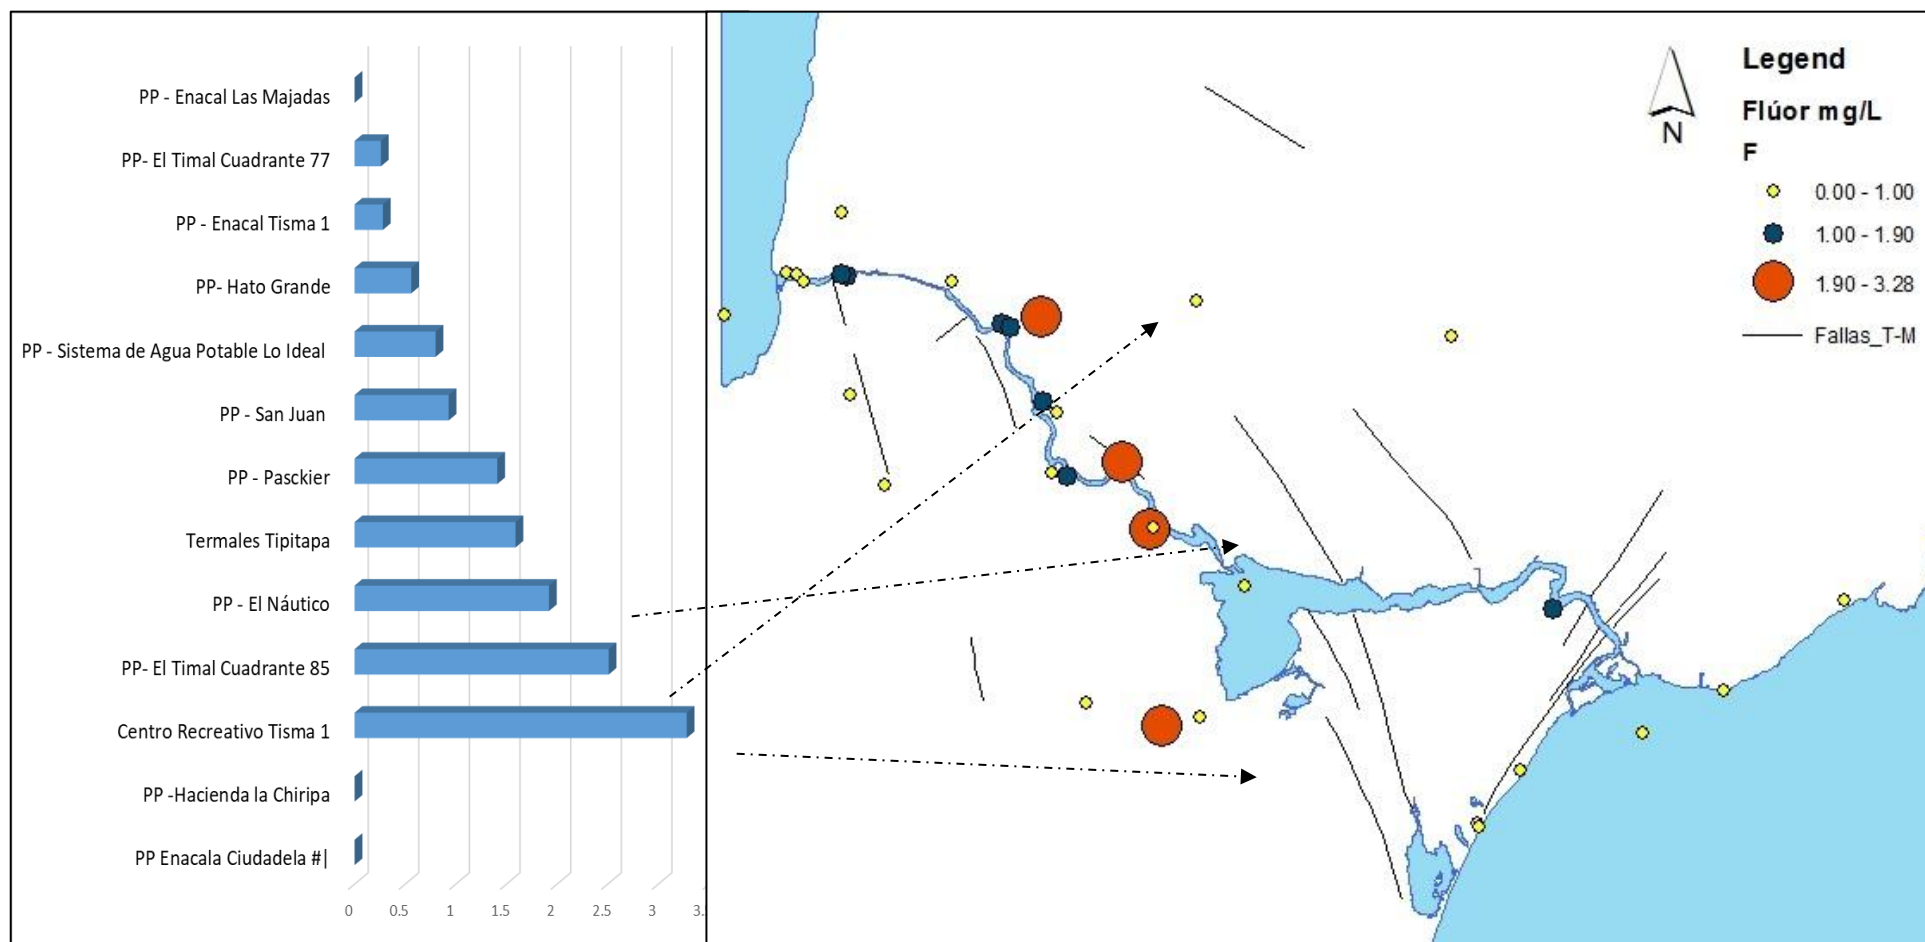 PP - Enacal Las Majadas
PP- El Timal Cuadrante 77
PP - Enacal Tisma 1
PP- Hato Grande
PP - Sistema de Agua Potable Lo Ideal
PP - San Juan
PP - Pasckier
Termales Tipitapa
PP - El Náutico
PP- El Timal Cuadrante 85
Centro Recreativo Tisma 1
PP -Hacienda la Chiripa
PP Enacala Ciudadela #|
0 0.5 1 1.5 2 2.5 3 3.
N
Legend
Flúor mg/L
F
0.00 - 1.00
1.00 - 1.90
1.90 - 3.28
Fallas_T-M